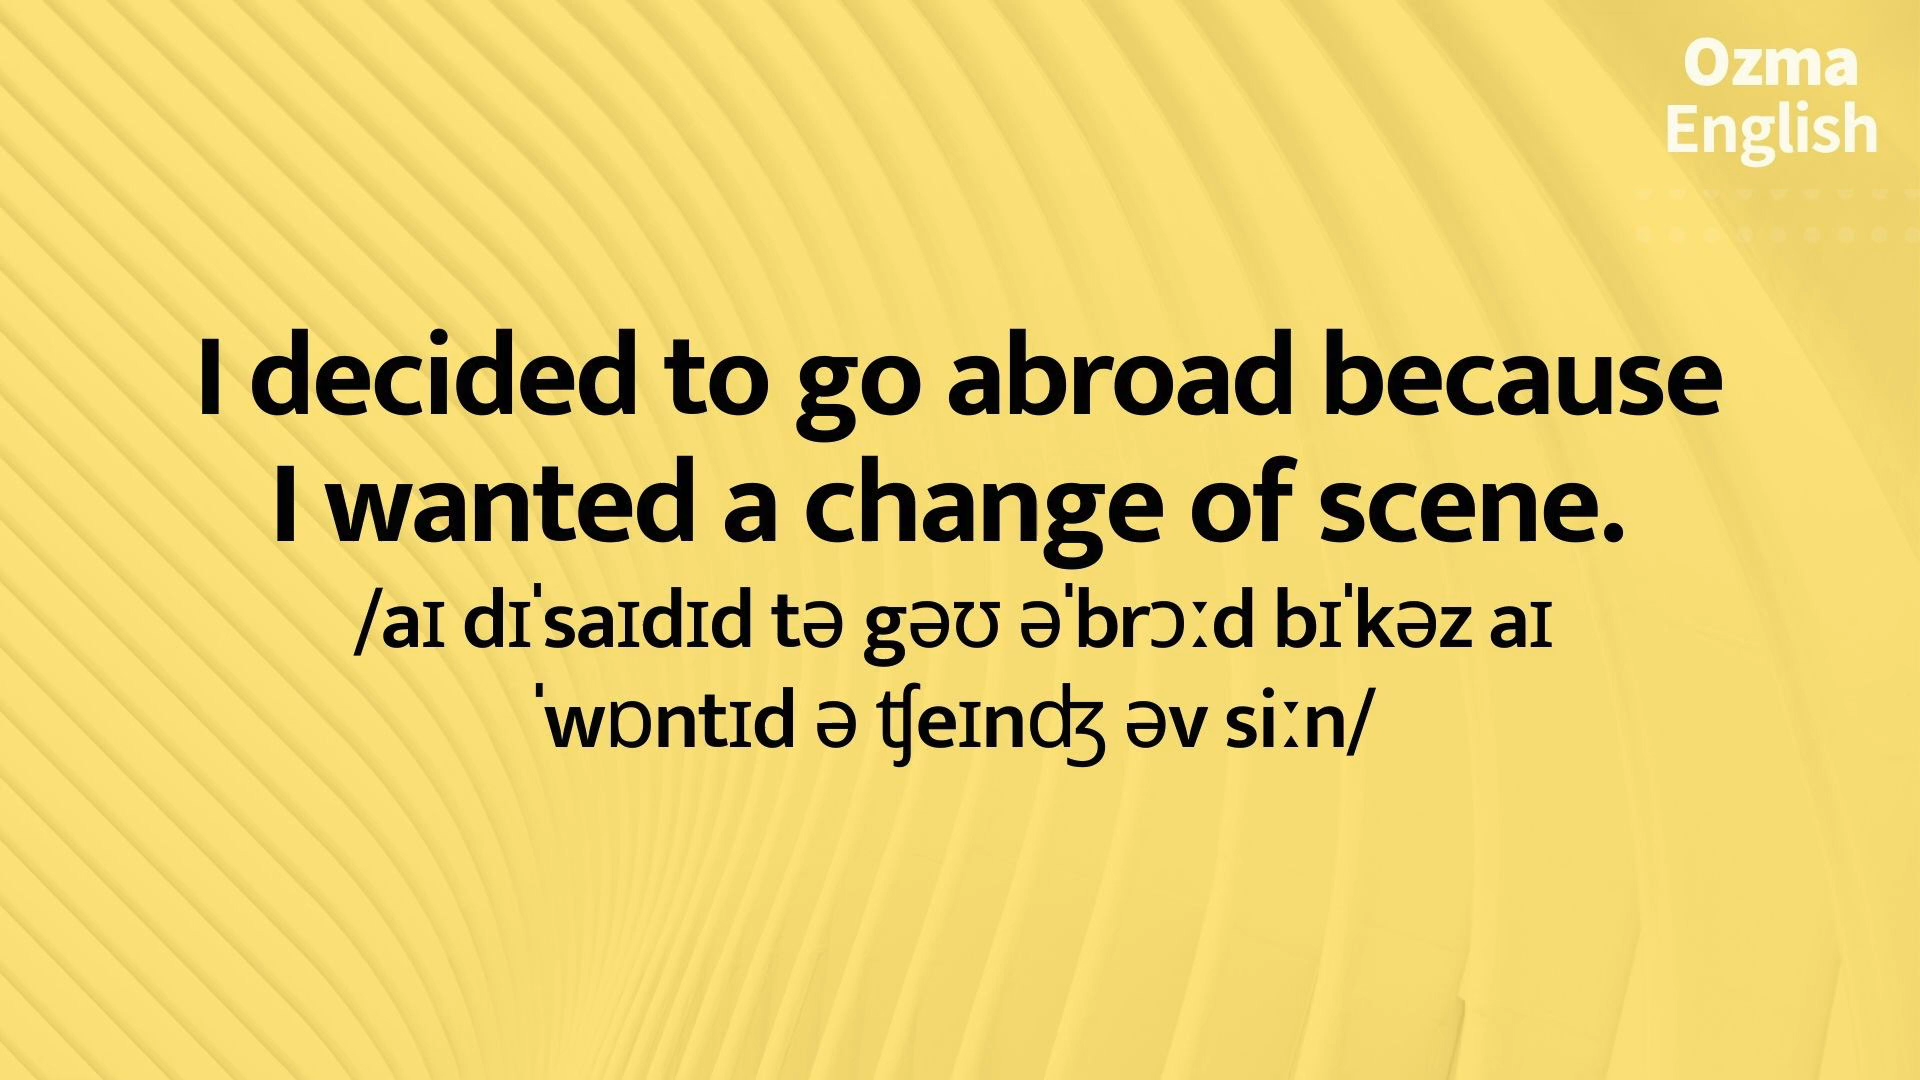 Ozma
English
I decided to go abroad because
I wanted a change of scene.
/aɪ dɪˈsaɪdɪd tə gəʊ əˈbrɔːd bɪˈkəz aɪ
ˈwɒntɪd ə ʧeɪnʤ əv siːn/